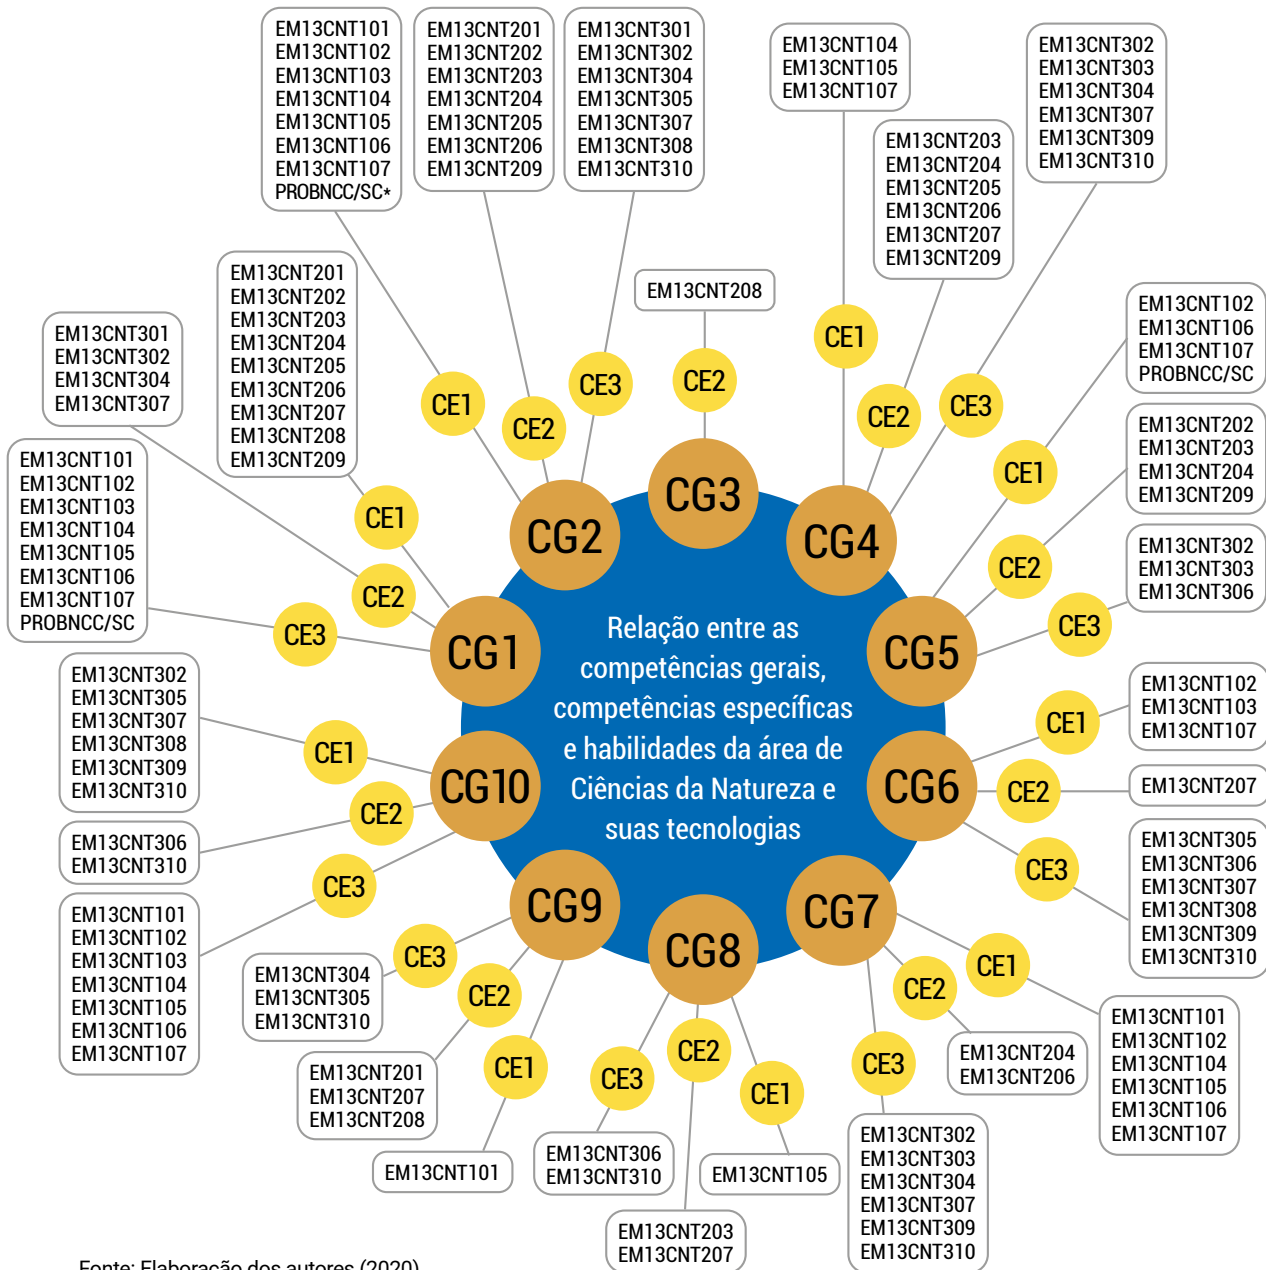 EM13CNT101
EM13CNT102
EM13CNT103
EM13CNT104
EM13CNT105
EM13CNT106
EM13CNT107
PROBNCC/SC*
EM13CNT201
EM13CNT202
EM13CNT203
EM13CNT204
EM13CNT205
EM13CNT206
EM13CNT209
EM13CNT301
EM13CNT302
EM13CNT304
EM13CNT305
EM13CNT307
EM13CNT308
EM13CNT310
EM13CNT104
EM13CNT105
EM13CNT107
EM13CNT302
EM13CNT303
EM13CNT304
EM13CNT307
EM13CNT309
EM13CNT310
EM13CNT203
EM13CNT204
EM13CNT205
EM13CNT206
EM13CNT207
EM13CNT209
EM13CNT201
EM13CNT202
EM13CNT203
EM13CNT204
EM13CNT205
EM13CNT206
EM13CNT207
EM13CNT208
EM13CNT209
EM13CNT208
EM13CNT102
EM13CNT106
EM13CNT107
PROBNCC/SC
EM13CNT301
EM13CNT302
EM13CNT304
EM13CNT307
CE1
CE2
CE3
CE2
CE1
CE2
CE3
EM13CNT202
EM13CNT203
EM13CNT204
EM13CNT209
EM13CNT101
EM13CNT102
EM13CNT103
EM13CNT104
EM13CNT105
EM13CNT106
EM13CNT107
PROBNCC/SC
CE1
CE2
CE3
CG1
CG2
CG3
CG4
CG5
CE1
CE2
CE3
EM13CNT302
EM13CNT303
EM13CNT306
Relação entre as
competências gerais,
competências específicas
e habilidades da área de
Ciências da Natureza e
suas tecnologias
EM13CNT302
EM13CNT305
EM13CNT307
EM13CNT308
EM13CNT309
EM13CNT310
CE1
CE2
CE3
CG10
CG6
CE1
CE2
CE3
EM13CNT102
EM13CNT103
EM13CNT107
EM13CNT207
EM13CNT305
EM13CNT306
EM13CNT307
EM13CNT308
EM13CNT309
EM13CNT310
EM13CNT306
EM13CNT310
EM13CNT101
EM13CNT102
EM13CNT103
EM13CNT104
EM13CNT105
EM13CNT106
EM13CNT107
CG9
CG8
CG7
CE3
CE2
CE1
CE3
CE2
CE1
CE3
CE2
CE1
EM13CNT304
EM13CNT305
EM13CNT310
EM13CNT201
EM13CNT207
EM13CNT208
EM13CNT101
EM13CNT306
EM13CNT310
EM13CNT203
EM13CNT207
EM13CNT105
EM13CNT302
EM13CNT303
EM13CNT304
EM13CNT307
EM13CNT309
EM13CNT310
EM13CNT204
EM13CNT206
EM13CNT101
EM13CNT102
EM13CNT104
EM13CNT105
EM13CNT106
EM13CNT107
Fonte: Elaboração dos autores (2020)